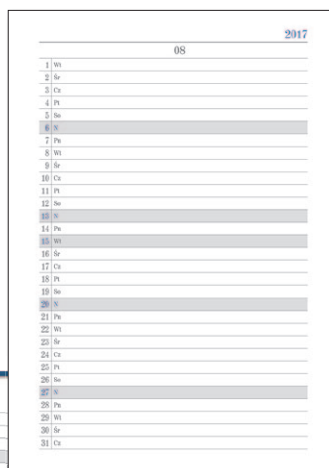 2017
08
1 Wt
2 Śr
3 Cz
4 Pt
5 So
6 N
7 Pn
8 Wt
9 Śr
10 Cz
11 Pt
12 So
13 N
14 Pn
15 Wt
16 Śr
17 Cz
18 Pt
19 So
20 N
21 Pn
22 Wt
23 Śr
24 Cz
25 Pt
26 So
27 N
28 Pn
29 Wt
30 Śr
31 Cz